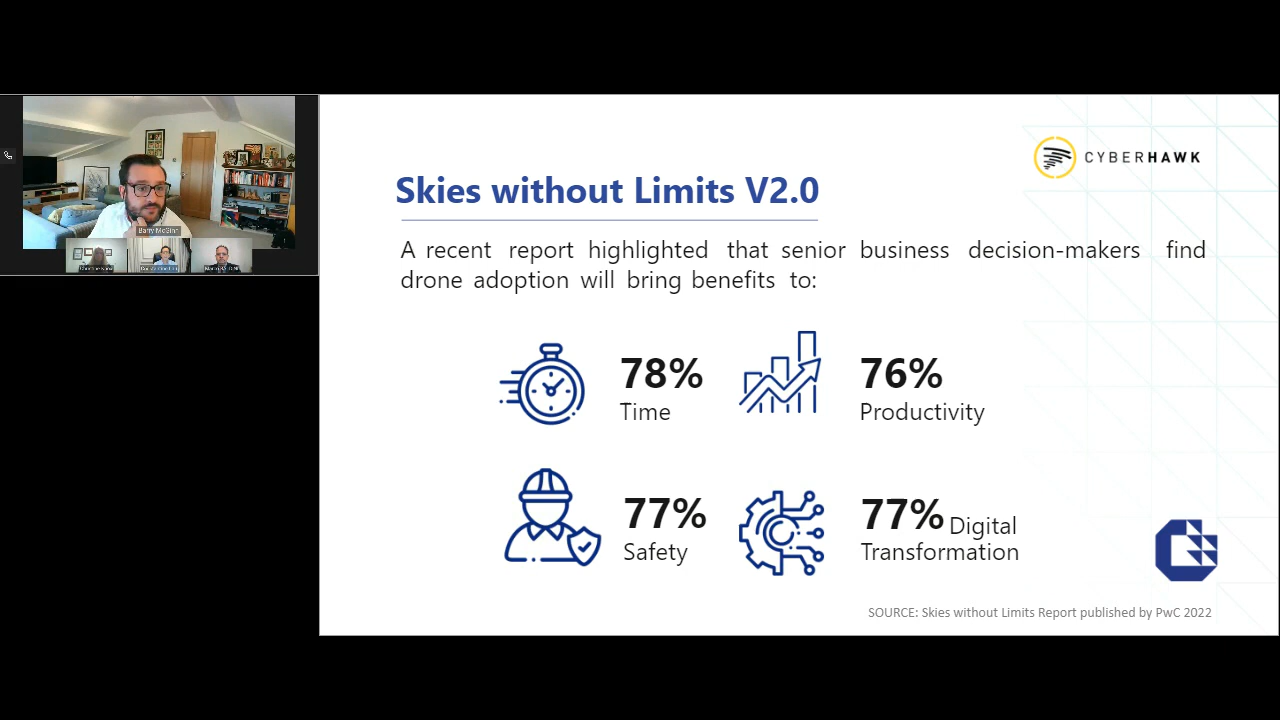 Barry McGinn
CYBERHAWK
Skies without Limits V2.0
A recent report highlighted that senior business decision-makers find
drone adoption will bring benefits to:
78%
Time
76%
Productivity
77%
Safety
77% Digital
Transformation
SOURCE: Skies without Limits Report published by PwC 2022